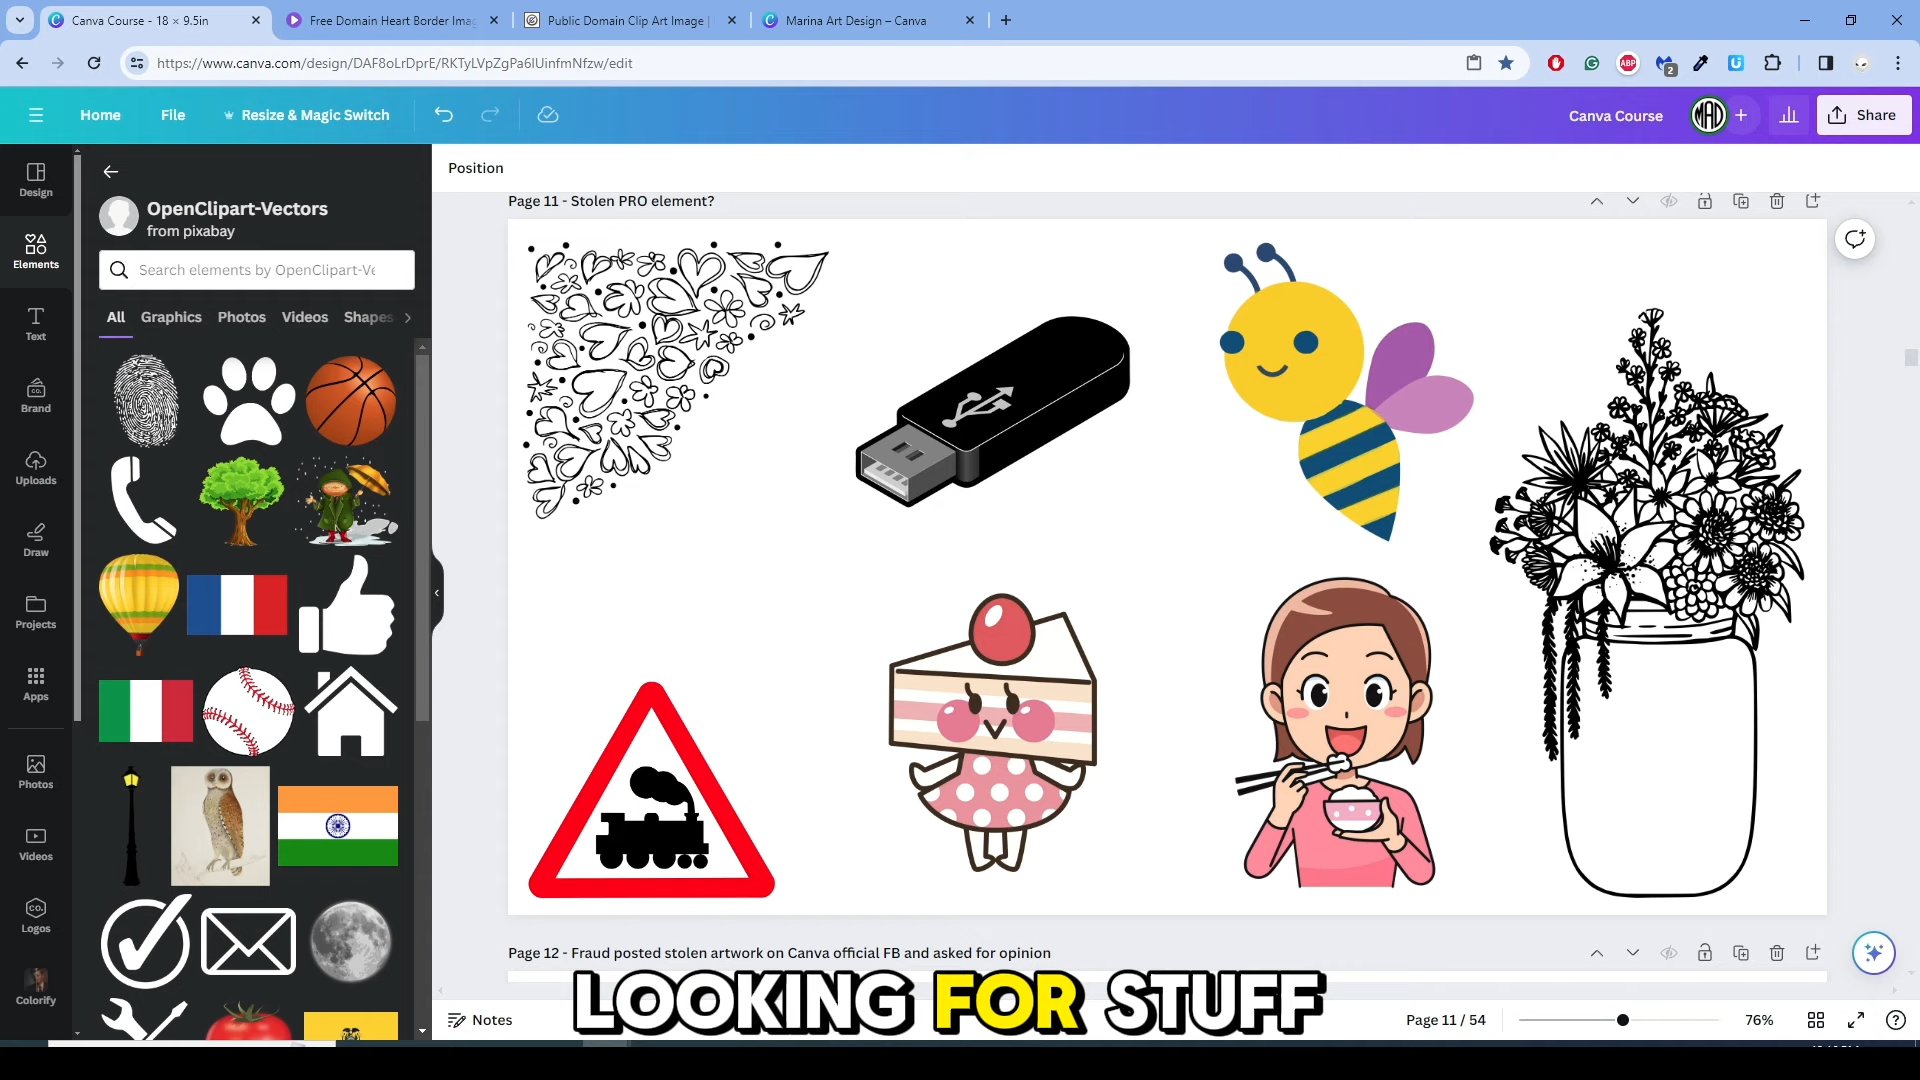 Canva Course - 18 × 9.5in
Free Domain Heart Border Imag
Public Domain Clip Art Image |
Marina Art Design – Canva
https://www.canva.com/design/DAF8oLrDprE/RKTyLVpZgPa6IUinfmNfzw/edit
ABP
2
Home
File
Resize & Magic Switch
Canva Course
MAD
Share
Design
Elements
Text
Brand
Uploads
Draw
Projects
Apps
Photos
Videos
Logos
Colorify
OpenClipart-Vectors
from pixabay
Search elements by OpenClipart-Ve
All
Graphics
Photos
Videos
Shapes
Position
Page 11 - Stolen PRO element?
Page 12 - Fraud posted stolen artwork on Canva official FB and asked for opinion
LOOKING FOR STUFF
Notes
Page 11 / 54
76%